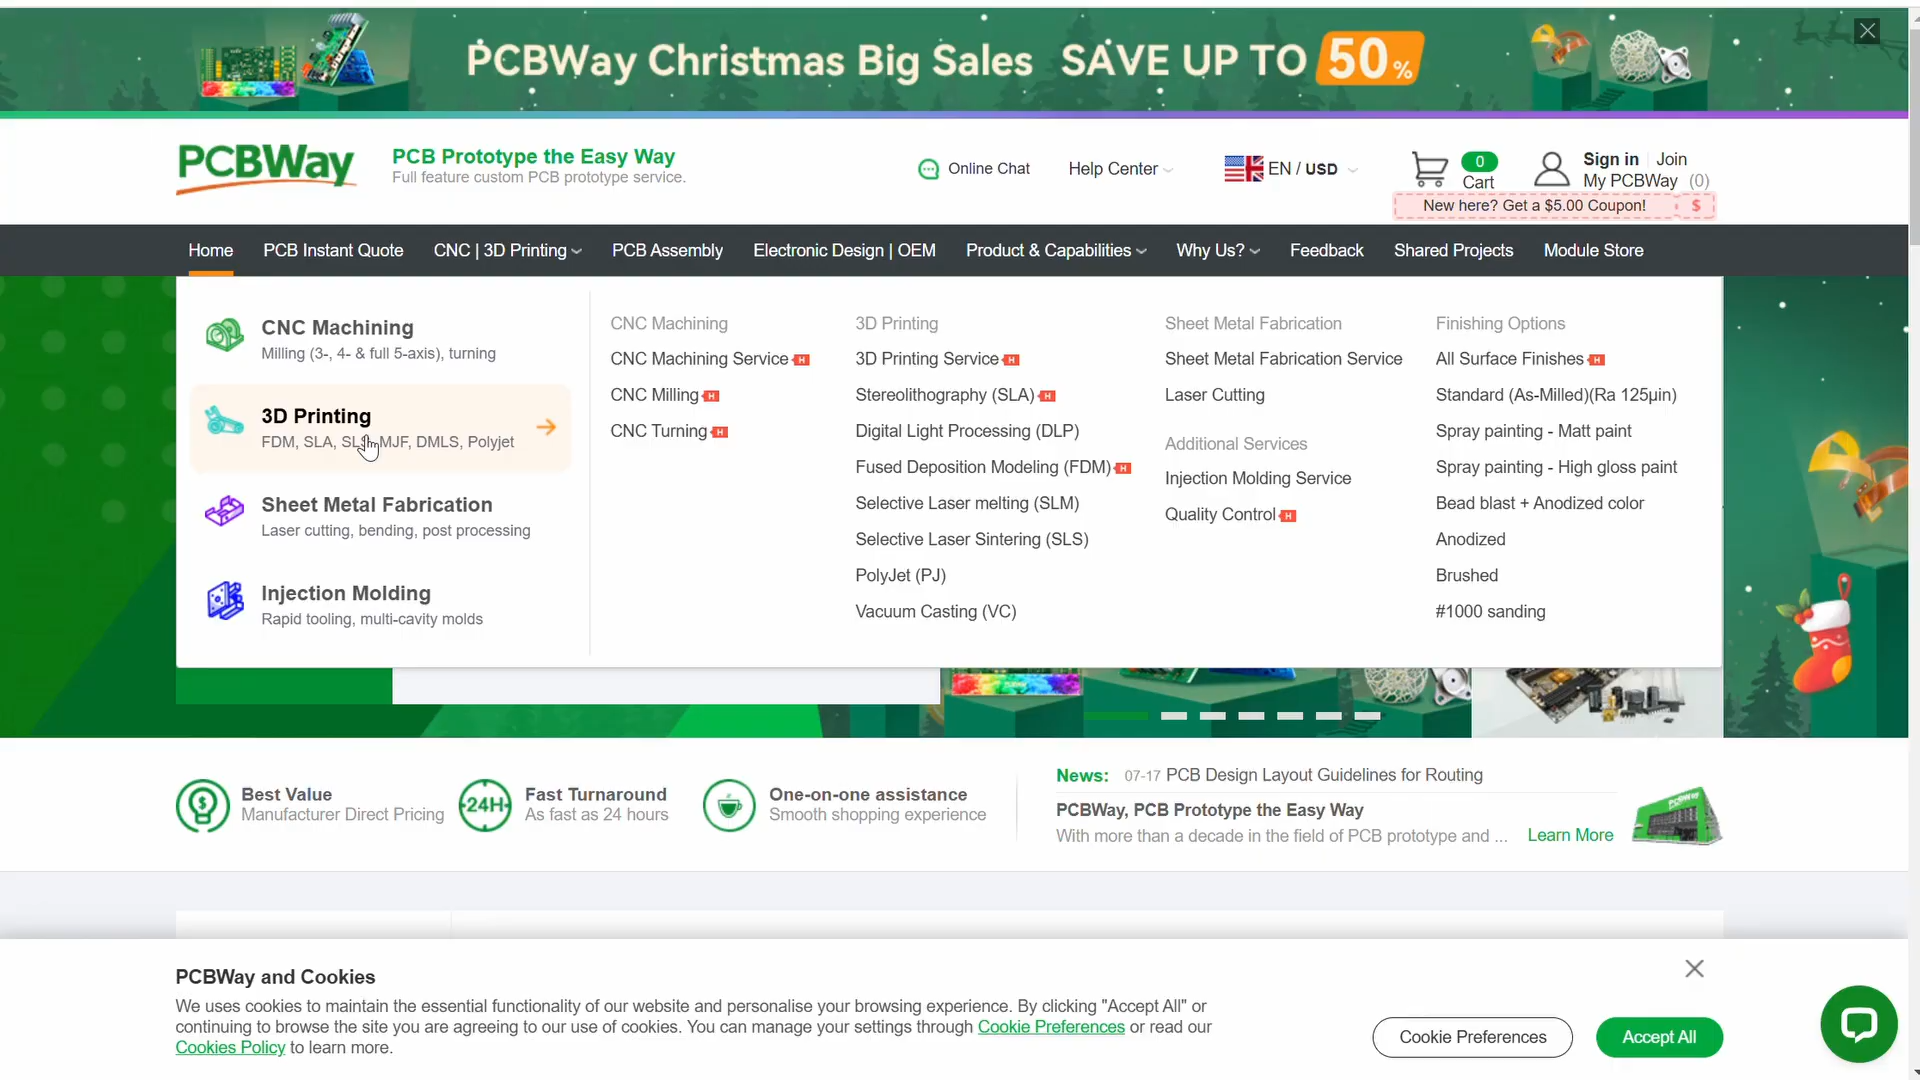 PCBWay Christmas Big Sales SAVE UP TO 50%
PCBWay
PCB Prototype the Easy Way
Full feature custom PCB prototype service.
Online Chat
Help Center
EN / USD
0
Cart
Sign in Join
My PCBWay (0)
New here? Get a $5.00 Coupon! $
Home PCB Instant Quote CNC | 3D Printing PCB Assembly Electronic Design | OEM Product & Capabilities Why Us? Feedback Shared Projects Module Store
CNC Machining
Milling (3-, 4- & full 5-axis), turning
3D Printing
FDM, SLA, SLS, MJF, DMLS, Polyjet
Sheet Metal Fabrication
Laser cutting, bending, post processing
Injection Molding
Rapid tooling, multi-cavity molds
CNC Machining
CNC Machining Service H
CNC Milling H
CNC Turning H
3D Printing
3D Printing Service H
Stereolithography (SLA) H
Digital Light Processing (DLP)
Fused Deposition Modeling (FDM) H
Selective Laser melting (SLM)
Selective Laser Sintering (SLS)
PolyJet (PJ)
Vacuum Casting (VC)
Sheet Metal Fabrication
Sheet Metal Fabrication Service
Laser Cutting
Additional Services
Injection Molding Service
Quality Control H
Finishing Options
All Surface Finishes H
Standard (As-Milled)(Ra 125µin)
Spray painting - Matt paint
Spray painting - High gloss paint
Bead blast + Anodized color
Anodized
Brushed
#1000 sanding
Best Value
Manufacturer Direct Pricing
24H
Fast Turnaround
As fast as 24 hours
One-on-one assistance
Smooth shopping experience
News: 07-17 PCB Design Layout Guidelines for Routing
PCBWay, PCB Prototype the Easy Way
With more than a decade in the field of PCB prototype and ... Learn More
PCBWay
PCBWay and Cookies
We uses cookies to maintain the essential functionality of our website and personalise your browsing experience. By clicking "Accept All" or
continuing to browse the site you are agreeing to our use of cookies. You can manage your settings through Cookie Preferences or read our
Cookies Policy to learn more.
Cookie Preferences
Accept All